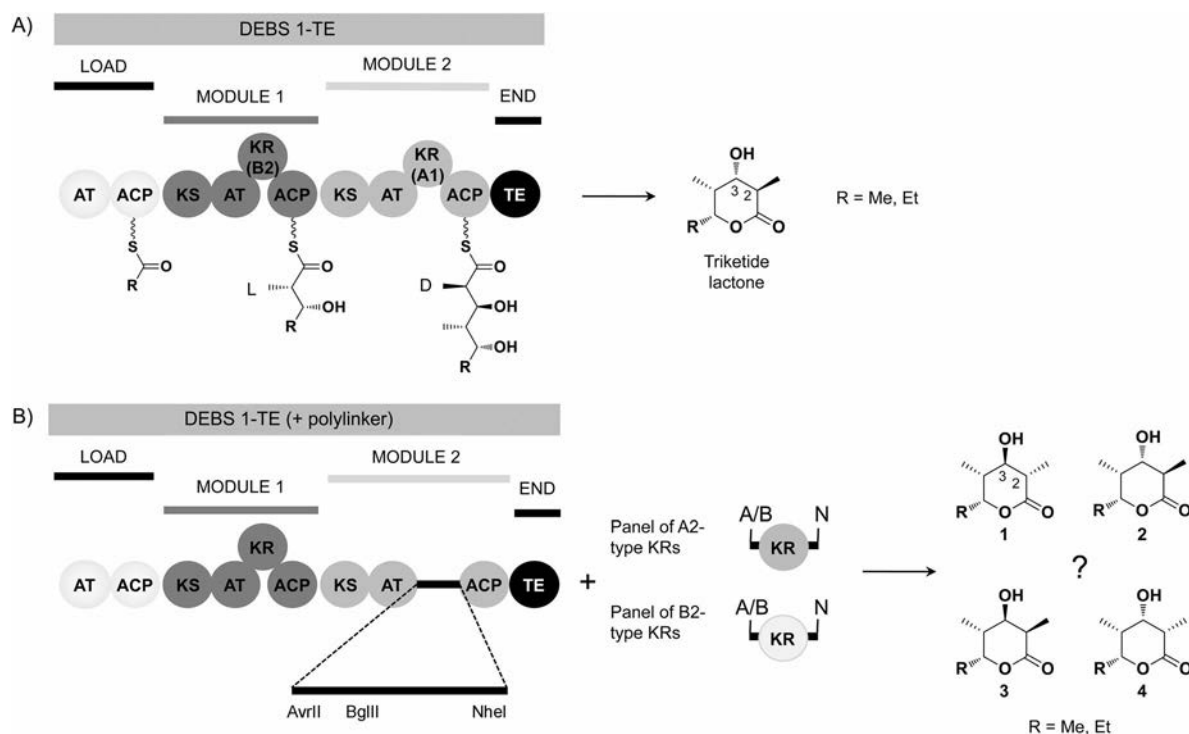 A)
DEBS 1-TE
LOAD
MODULE 2
MODULE 1
END
KR
(B2)
KR
(A1)
AT
ACP
KS
AT
ACP
KS
AT
ACP
TE
S
O
R
S
O
L
OH
R
S
O
D
OH
OH
R
OH
3
2
R
O
O
Triketide
lactone
R = Me, Et
B)
DEBS 1-TE (+ polylinker)
LOAD
MODULE 2
MODULE 1
END
KR
AT
ACP
KS
AT
ACP
KS
AT
ACP
TE
AvrII
BglII
NheI
+
Panel of A2-
type KRs
A/B
N
KR
Panel of B2-
type KRs
A/B
N
KR
OH
3
2
R
O
O
1
OH
R
O
O
2
?
OH
R
O
O
3
OH
R
O
O
4
R = Me, Et